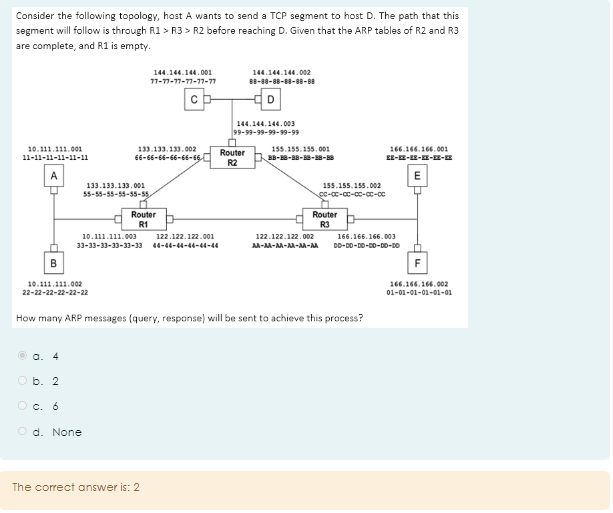 Consider the following topology, host A wants to send a TCP segment to host D. The path that this
segment will follow is through R1 > R3 > R2 before reaching D. Given that the ARP tables of R2 and R3
are complete, and R1 is empty.
144.144.144.001
77-77-77-77-77-77
144.144.144.002
88-88-88-88-88-88
C
D
144.144.144.003
99-99-99-99-99-99
10.111.111.001
11-11-11-11-11-11
133.133.133.002
66-66-66-66-66-66
Router
R2
155.155.155.001
BB-BB-BB-BB-BB-BB
166.166.166.001
EE-EE-EE-EE-EE-EE
A
E
133.133.133.001
55-55-55-55-55-55
155.155.155.002
CC-CC-CC-CC-CC-CC
Router
R1
Router
R3
10.111.111.003
33-33-33-33-33-33
122.122.122.001
44-44-44-44-44-44
122.122.122.002
AA-AA-AA-AA-AA-AA
166.166.166.003
DD-DD-DD-DD-DD-DD
B
F
10.111.111.002
22-22-22-22-22-22
166.166.166.002
01-01-01-01-01-01
How many ARP messages (query, response) will be sent to achieve this process?
a. 4
b. 2
c. 6
d. None
The correct answer is: 2